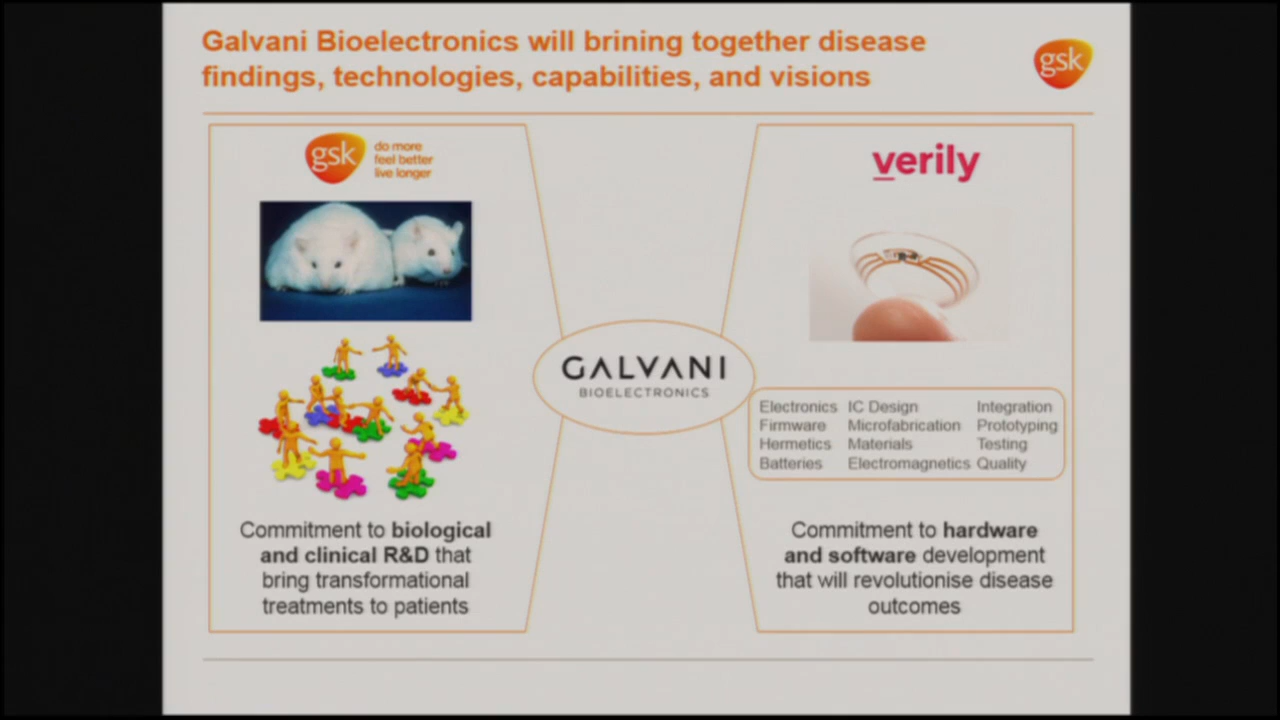 Galvani Bioelectronics will brining together disease
findings, technologies, capabilities, and visions
gsk
gsk
do more
feel better
live longer
verily
GALVANI
BIOELECTRONICS
Electronics IC Design Integration
Firmware Microfabrication Prototyping
Hermetics Materials Testing
Batteries Electromagnetics Quality
Commitment to biological
and clinical R&D that
bring transformational
treatments to patients
Commitment to hardware
and software development
that will revolutionise disease
outcomes